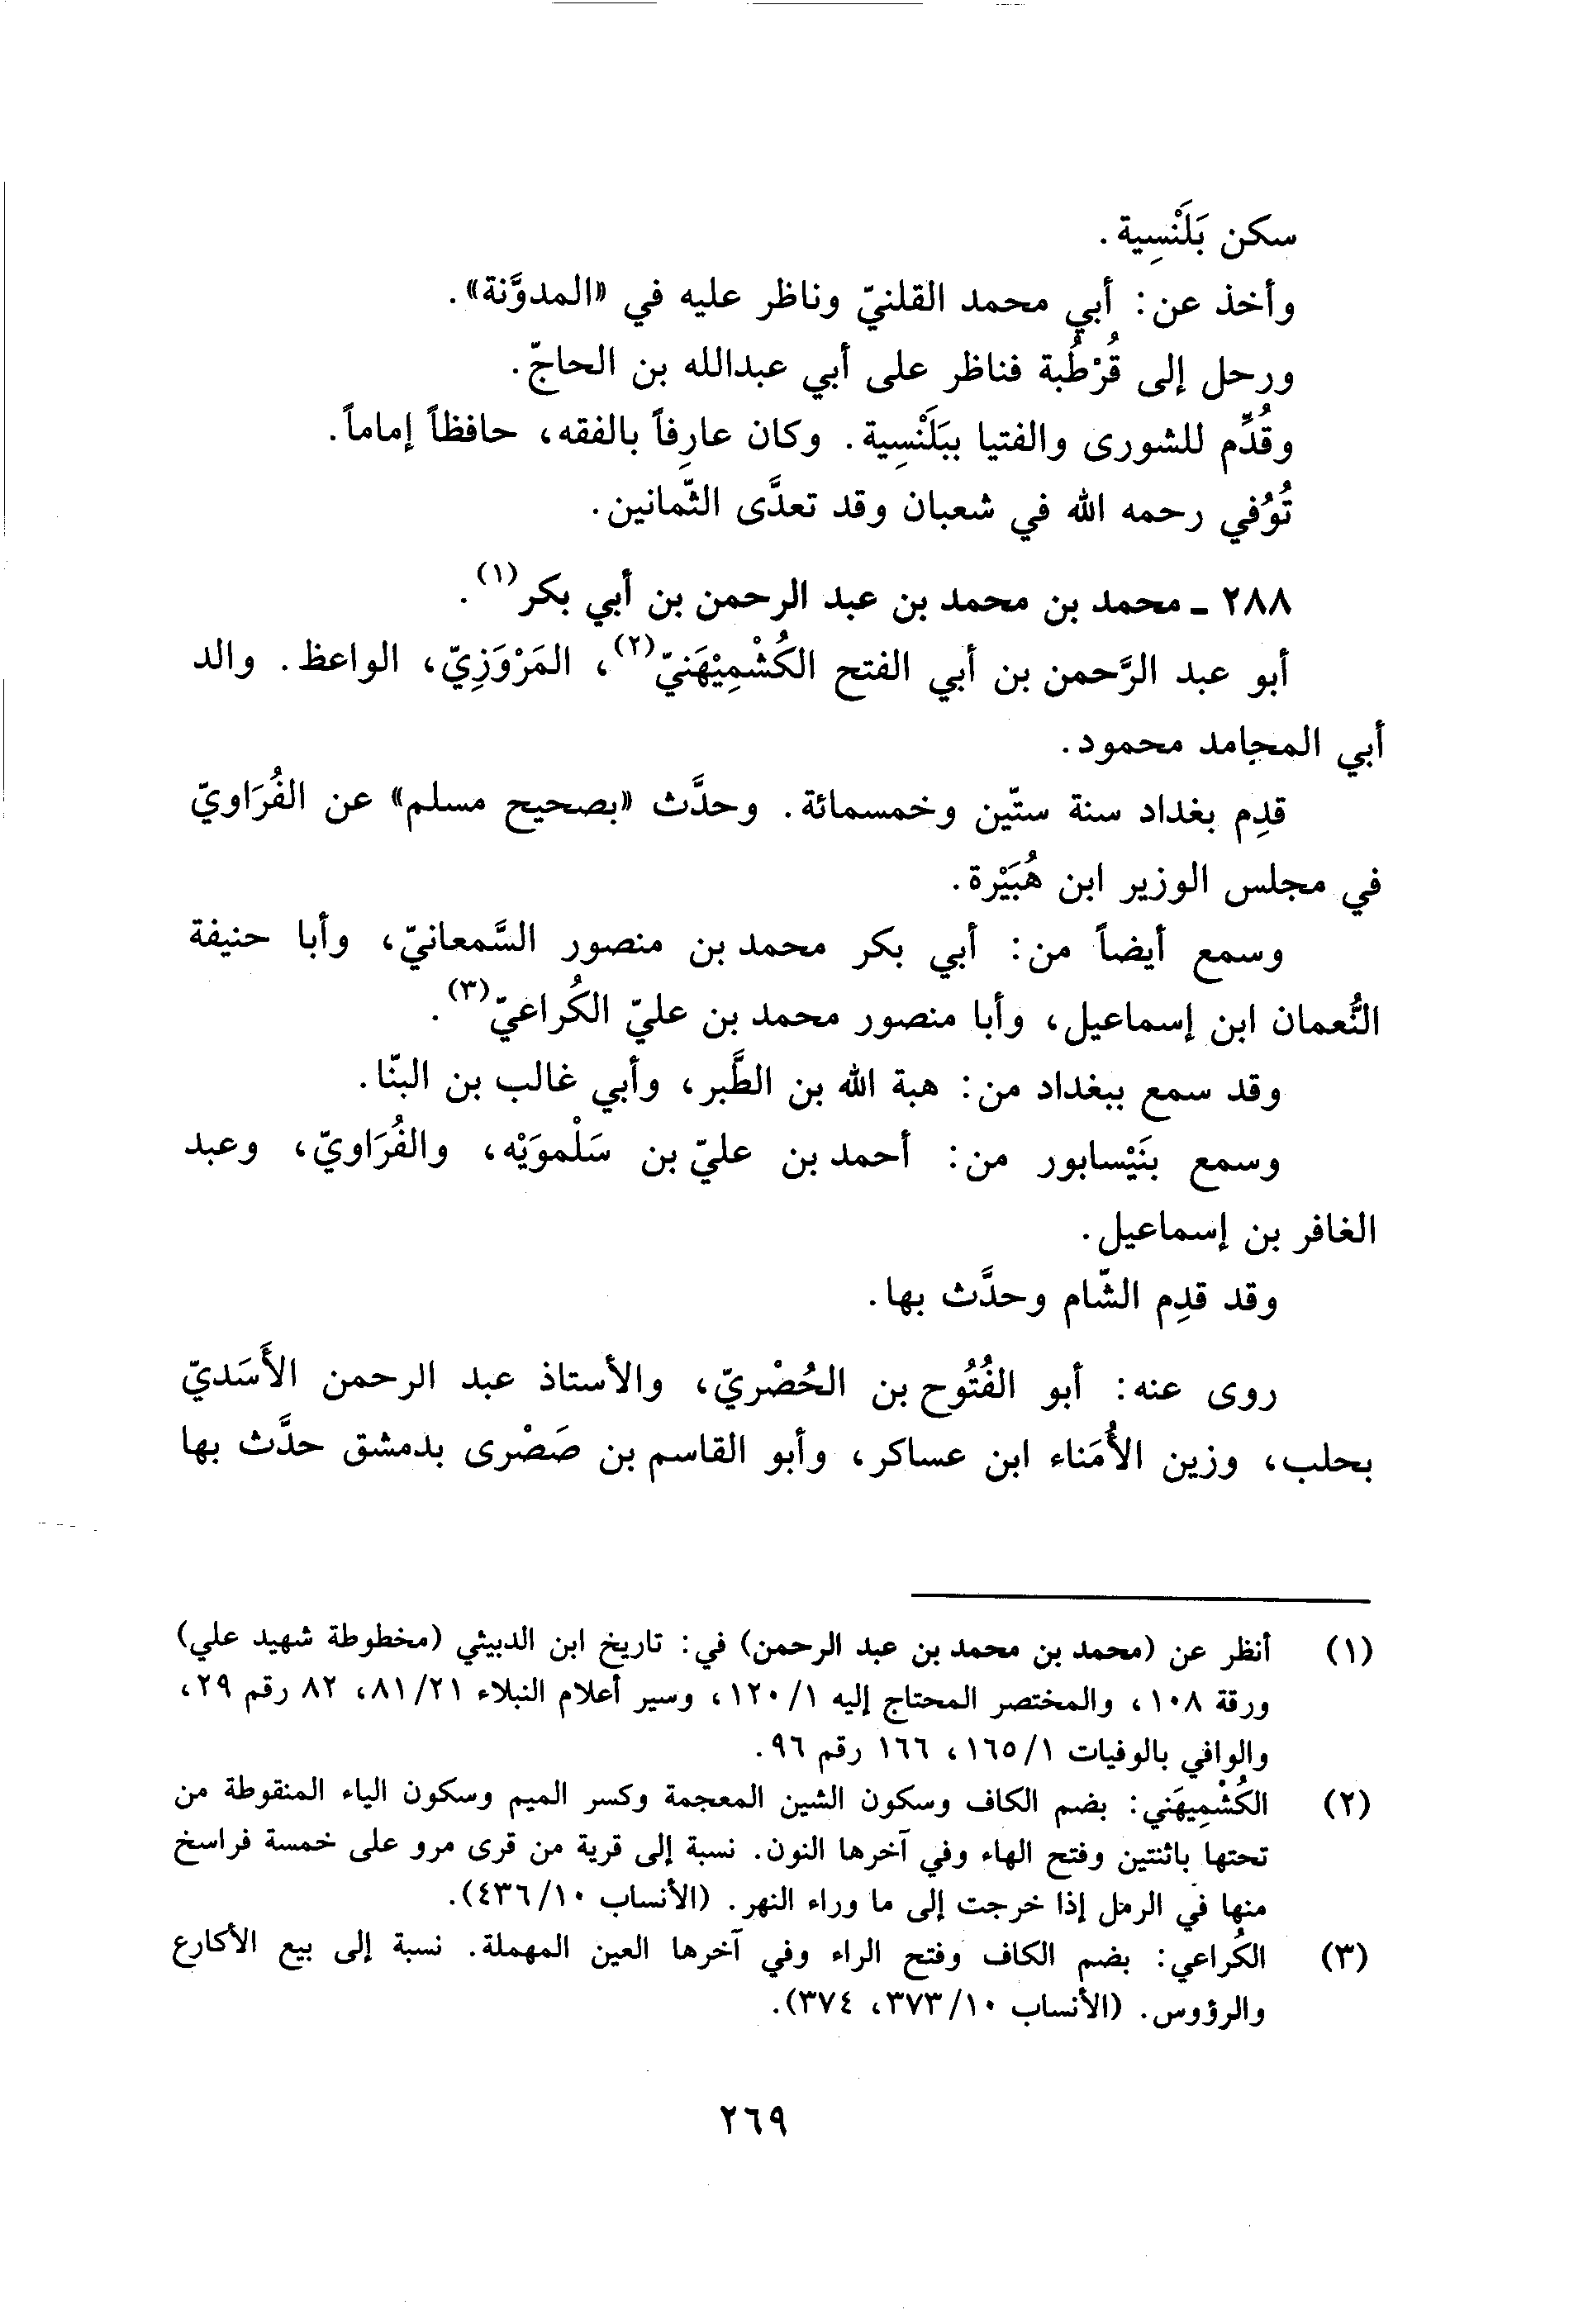 سكن بَلَنْسِية.
وأخذ عن: أبي محمد القلنيّ وناظر عليه في «المدوَّنة».
ورحل إلى قُرْطُبة فناظر على أبي عبدالله بن الحاجّ.
وقُدِّم للشورى والفتيا ببَلَنْسِية. وكان عارِفاً بالفقه، حافظاً إماماً.
تُوُفي رحمه الله في شعبان وقد تعدَّى الثّمانين.
٢٨٨ ـ محمد بن محمد بن عبد الرحمن بن أبي بكر(١).
أبو عبد الرَّحمن بن أبي الفتح الكُشْمِيْهَنيّ(٢)، المَرْوَزِيّ، الواعظ. والد
أبي المحامد محمود.
قدِم بغداد سنة ستّين وخمسمائة. وحدَّث «بصحيح مسلم» عن الفُرَاويّ
في مجلس الوزير ابن هُبَيْرة.
وسمع أيضاً من: أبي بكر محمد بن منصور السَّمعانيّ، وأبا حنيفة
النُّعمان ابن إسماعيل، وأبا منصور محمد بن عليّ الكُراعيّ(٣).
وقد سمع ببغداد من: هبة الله بن الطَّبر، وأبي غالب بن البنّا.
وسمع بنَيْسابور من: أحمد بن عليّ بن سَلْموَيْه، والفُرَاويّ، وعبد
الغافر بن إسماعيل.
وقد قدِم الشّام وحدَّث بها.
روى عنه: أبو الفُتُوح بن الحُصْريّ، والأستاذ عبد الرحمن الأَسَديّ
بحلب، وزين الأُمَناء ابن عساكر، وأبو القاسم بن صَصْرى بدمشق حدَّث بها
(١) أنظر عن (محمد بن محمد بن عبد الرحمن) في: تاريخ ابن الدبيثي (مخطوطة شهيد علي)
ورقة ١٠٨، والمختصر المحتاج إليه ١/ ١٢٠، وسير أعلام النبلاء ٨١/٢١، ٨٢ رقم ٢٩،
والوافي بالوفيات ١/ ١٦٥، ١٦٦ رقم ٩٦.
(٢) الكُشْمِيهَني: بضم الكاف وسكون الشين المعجمة وكسر الميم وسكون الياء المنقوطة من
تحتها باثنتين وفتح الهاء وفي آخرها النون. نسبة إلى قرية من قرى مرو على خمسة فراسخ
منها في الرمل إذا خرجت إلى ما وراء النهر. (الأنساب ١٠/ ٤٣٦).
(٣) الكُراعي: بضم الكاف وفتح الراء وفي آخرها العين المهملة. نسبة إلى بيع الأكارع
والرؤوس. (الأنساب ١٠/ ٣٧٣، ٣٧٤).
٢٦٩